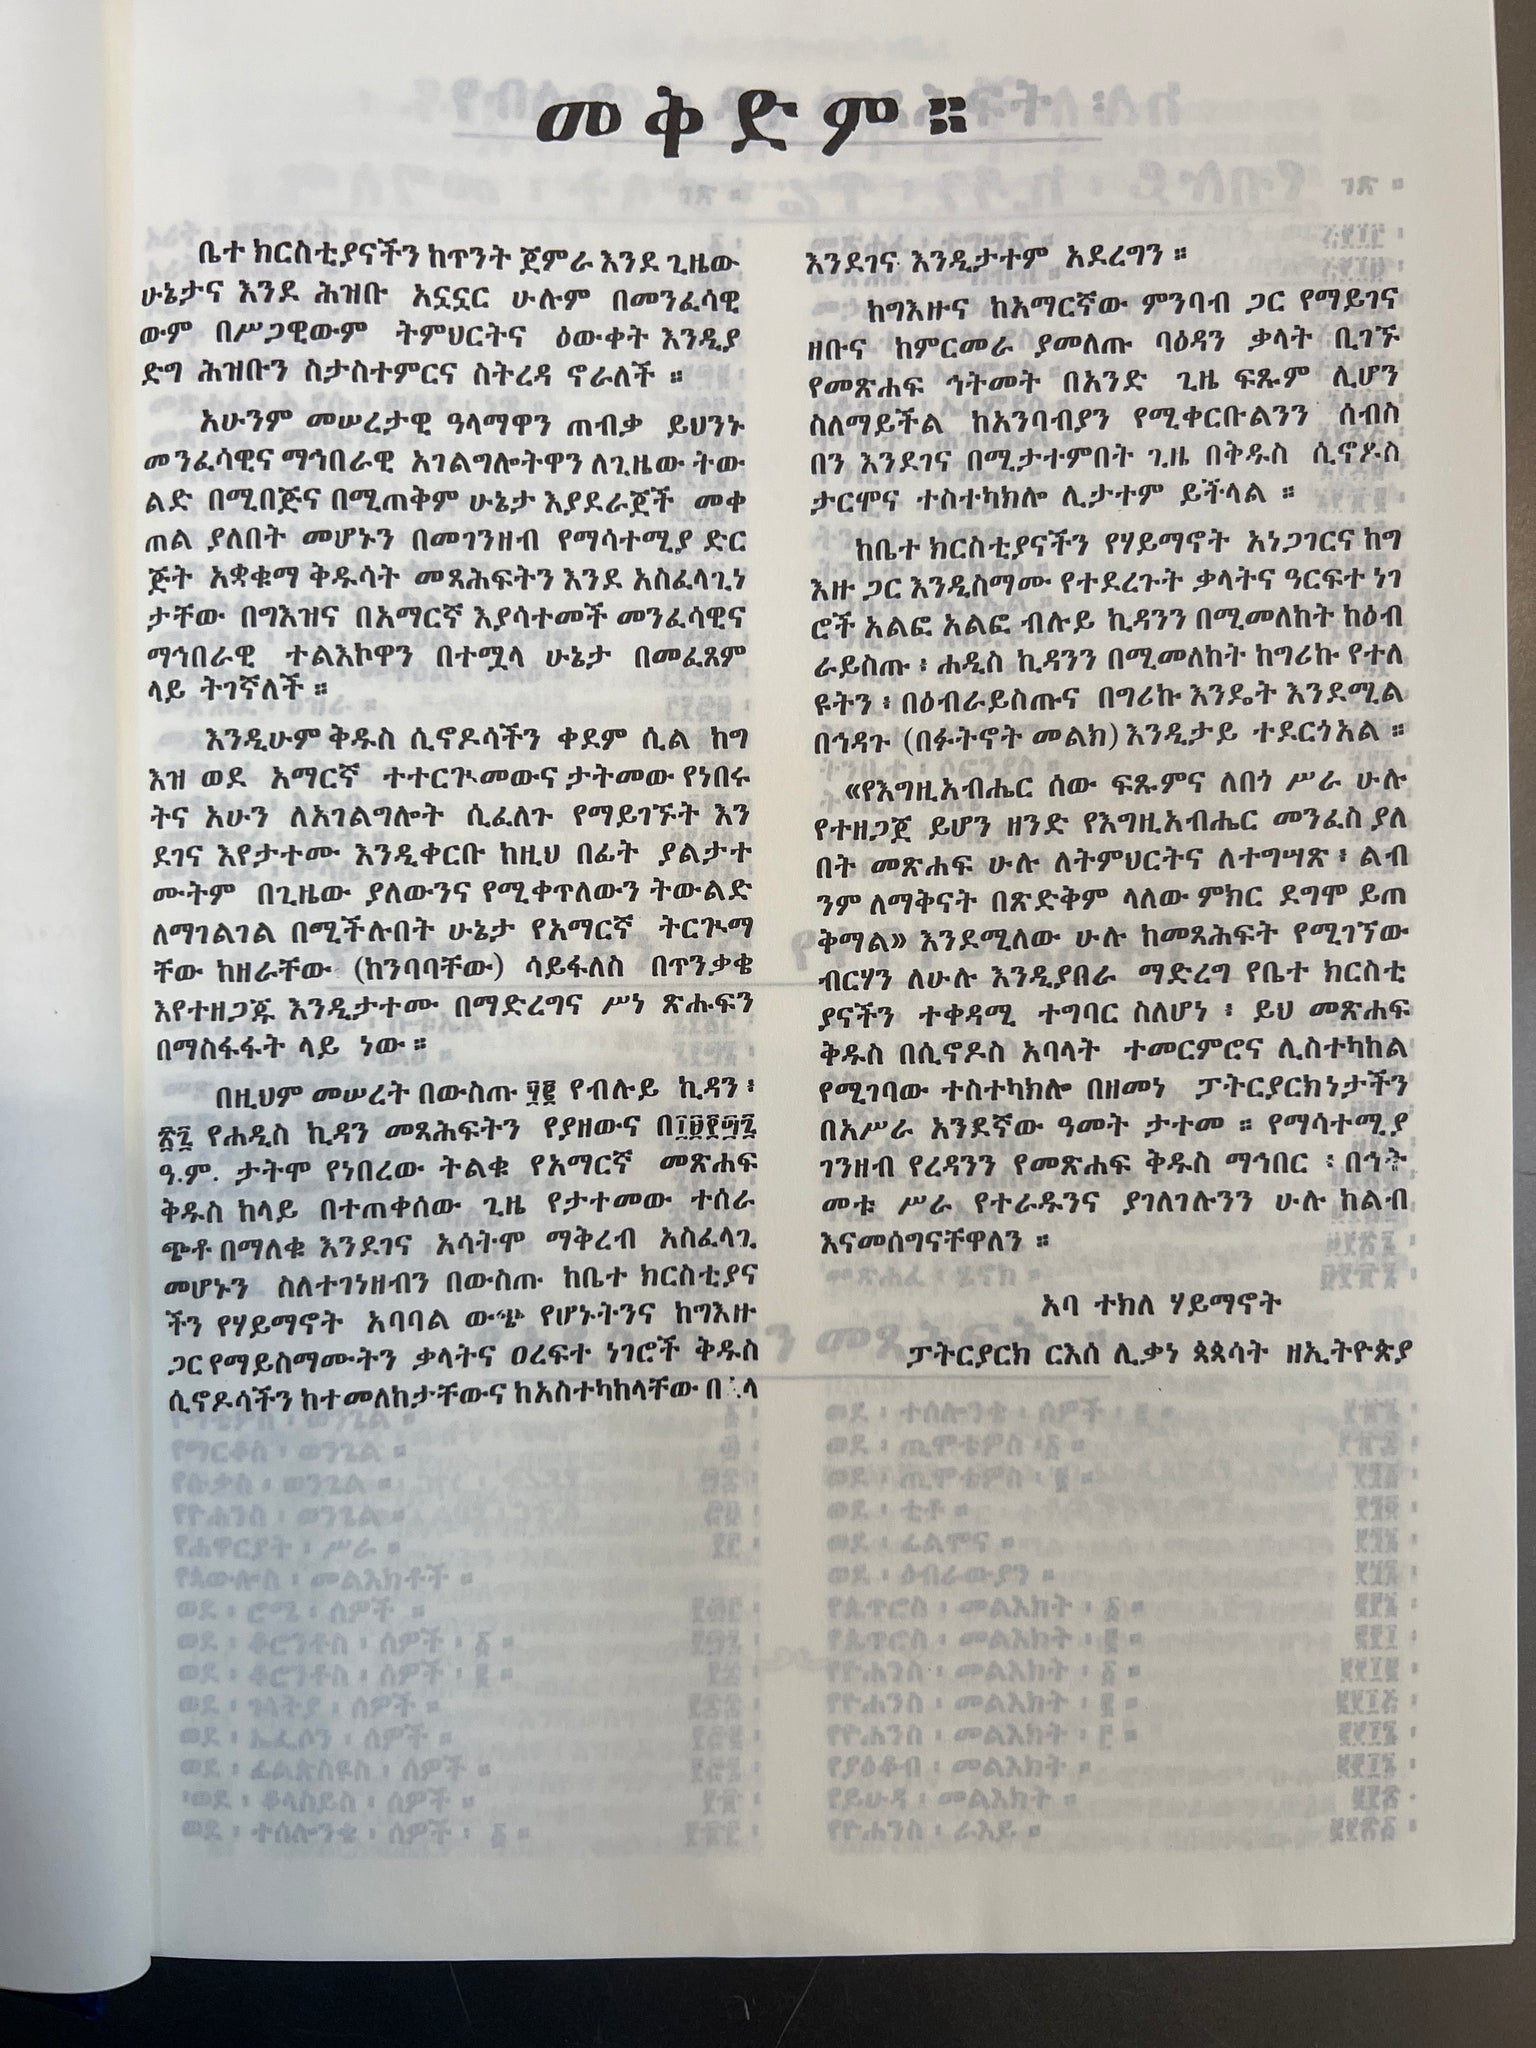 መቅድም ።
ቤተ ክርስቲያናችን ከጥንት ጀምራ እንደ ጊዜው
ሁኔታና እንደ ሕዝቡ አኗኗር ሁሉም በመንፈሳዊ
ውም በሥጋዊውም ትምህርትና ዕውቀት እንዲያ
ድግ ሕዝቡን ስታስተምርና ስትረዳ ኖራለች ።
አሁንም መሠረታዊ ዓላማዋን ጠብቃ ይህንኑ
መንፈሳዊና ማኅበራዊ አገልግሎትዋን ለጊዜው ትው
ልድ በሚበጅና በሚጠቅም ሁኔታ እያደራጀች መቀ
ጠል ያለበት መሆኑን በመገንዘብ የማሳተሚያ ድር
ጅት አቋቁማ ቅዱሳት መጻሕፍትን እንደ አስፈላጊነ
ታቸው በግእዝና በአማርኛ እያሳተመች መንፈሳዊና
ማኅበራዊ ተልእኮዋን በተሟላ ሁኔታ በመፈጸም
ላይ ትገኛለች ።
እንዲሁም ቅዱስ ሲኖዶሳችን ቀደም ሲል ከግ
እዝ ወደ አማርኛ ተተርጒመውና ታትመው የነበሩ
ትና አሁን ለአገልግሎት ሲፈለጉ የማይገኙት እን
ደገና እየታተሙ እንዲቀርቡ ከዚህ በፊት ያልታተ
ሙትም በጊዜው ያለውንና የሚቀጥለውን ትውልድ
ለማገልገል በሚችሉበት ሁኔታ የአማርኛ ትርጒማ
ቸው ከዘራቸው (ከንባባቸው) ሳይፋለስ በጥንቃቄ
እየተዘጋጁ እንዲታተሙ በማድረግና ሥነ ጽሑፍን
በማስፋፋት ላይ ነው ።
በዚህም መሠረት በውስጡ ፵፪ የብሉይ ኪዳን ፥
፳፯ የሐዲስ ኪዳን መጻሕፍትን የያዘውና በ፲፱፻፵፯
ዓ.ም. ታትሞ የነበረው ትልቁ የአማርኛ መጽሐፍ
ቅዱስ ከላይ በተጠቀሰው ጊዜ የታተመው ተሰራ
ጭቶ በማለቁ እንደገና አሳትሞ ማቅረብ አስፈላጊ
መሆኑን ስለተገነዘብን በውስጡ ከቤተ ክርስቲያና
ችን የሃይማኖት አባባል ውጭ የሆኑትንና ከግእዙ
ጋር የማይስማሙትን ቃላትና ዐረፍተ ነገሮች ቅዱስ
ሲኖዶሳችን ከተመለከታቸውና ከአስተካከላቸው
እንደገና እንዲታተም አደረግን ።
ከግእዙና ከአማርኛው ምንባብ ጋር የማይገና
ዘቡና ከምርመራ ያመለጡ ባዕዳን ቃላት ቢገኙ
የመጽሐፍ ኅትመት በአንድ ጊዜ ፍጹም ሊሆን
ስለማይችል ከአንባብያን የሚቀርቡልንን ሰብስ
በን እንደገና በሚታተምበት ጊዜ በቅዱስ ሲኖዶስ
ታርሞና ተስተካክሎ ሊታተም ይችላል ።
ከቤተ ክርስቲያናችን የሃይማኖት አነጋገርና ከግ
እዙ ጋር እንዲስማሙ የተደረጉት ቃላትና ዓርፍተ ነገ
ሮች አልፎ አልፎ ብሉይ ኪዳንን በሚመለከት ከዕብ
ራይስጡ ፥ ሐዲስ ኪዳንን በሚመለከት ከግሪኩ የተለ
ዩትን ፥ በዕብራይስጡና በግሪኩ እንዴት እንደሚል
በኅዳጉ (በፉትኖት መልክ) እንዲታይ ተደርጎአል ።
«የእግዚአብሔር ሰው ፍጹምና ለበጎ ሥራ ሁሉ
የተዘጋጀ ይሆን ዘንድ የእግዚአብሔር መንፈስ ያለ
በት መጽሐፍ ሁሉ ለትምህርትና ለተግሣጽ ፥ ልብ
ንም ለማቅናት በጽድቅም ላለው ምክር ደግሞ ይጠ
ቅማል» እንደሚለው ሁሉ ከመጻሕፍት የሚገኘው
ብርሃን ለሁሉ እንዲያበራ ማድረግ የቤተ ክርስቲ
ያናችን ተቀዳሚ ተግባር ስለሆነ ፥ ይህ መጽሐፍ
ቅዱስ በሲኖዶስ አባላት ተመርምሮና ሊስተካከል
የሚገባው ተስተካክሎ በዘመነ ፓትርያርክነታችን
በአሥራ አንደኛው ዓመት ታተመ ። የማሳተሚያ
ገንዘብ የረዳንን የመጽሐፍ ቅዱስ ማኅበር ፥ በኅት
መቱ ሥራ የተራዱንና ያገለገሉንን ሁሉ ከልብ
እናመሰግናቸዋለን ።
አባ ተክለ ሃይማኖት
ፓትርያርክ ርእሰ ሊቃነ ጳጳሳት ዘኢትዮጵያ